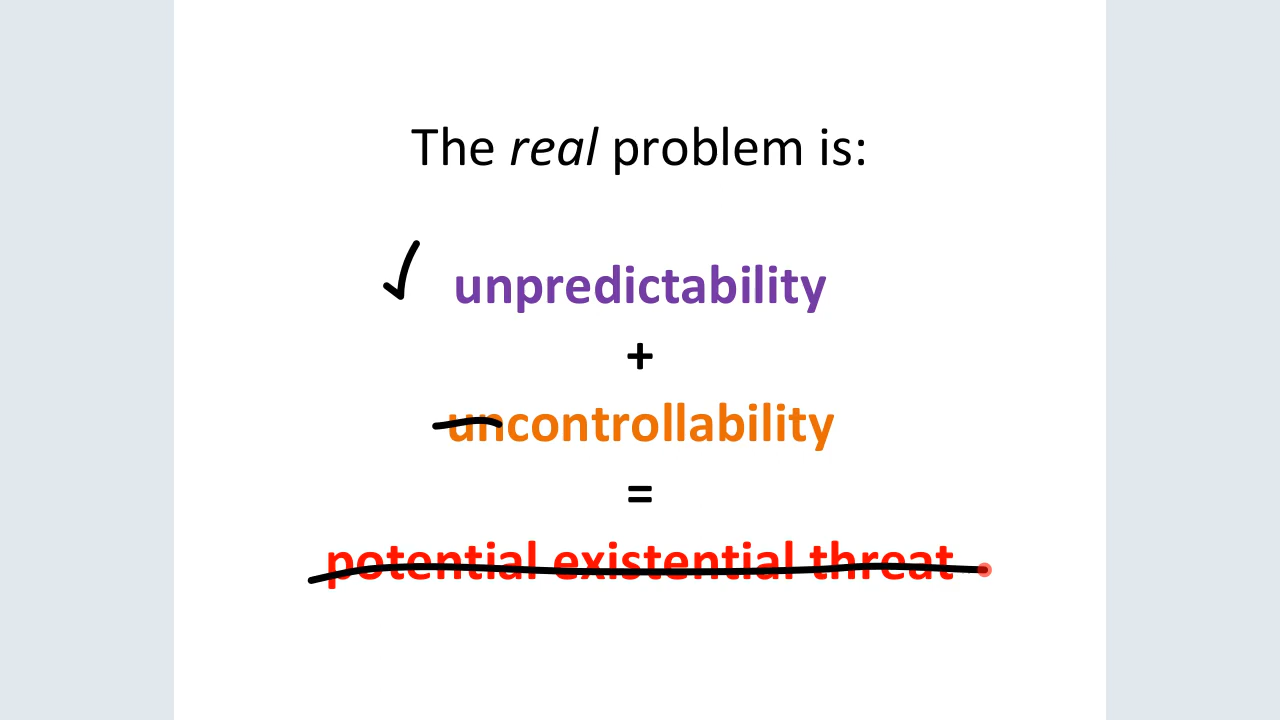 The real problem is:
unpredictability
+
uncontrollability
=
potential existential threat